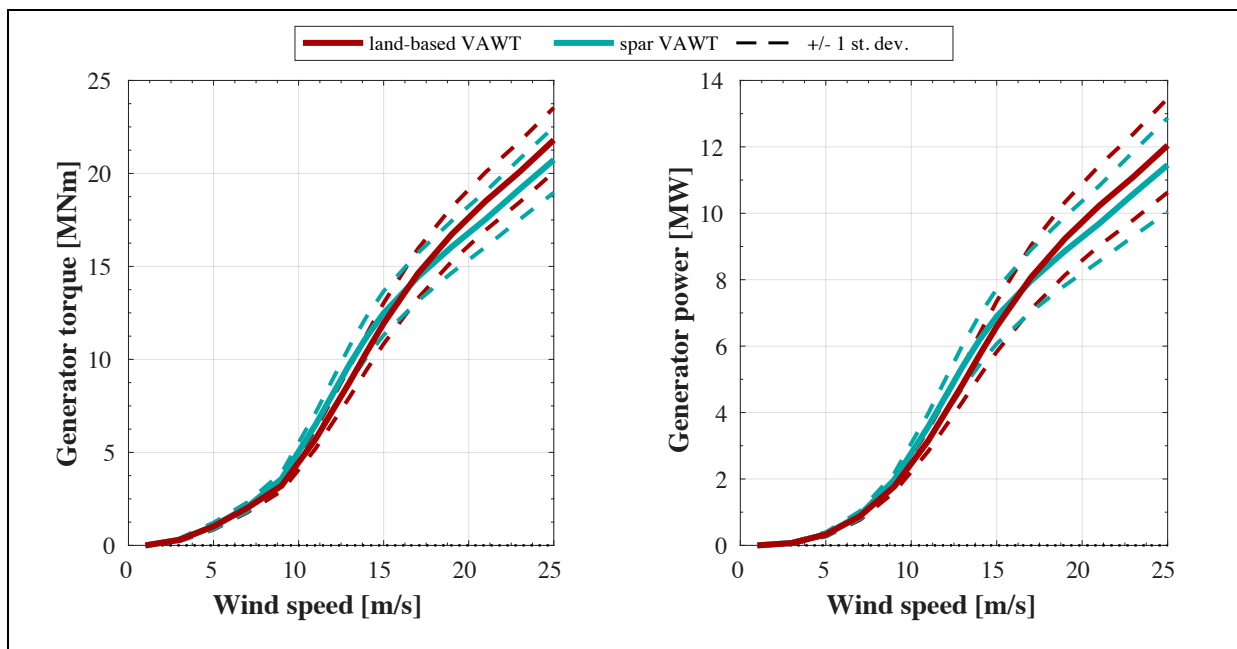 land-based VAWT spar VAWT +/- 1 st. dev.
Generator torque [MNm]
25
20
15
10
5
0
0 5 10 15 20 25
Wind speed [m/s]
Generator power [MW]
14
12
10
8
6
4
2
0
0 5 10 15 20 25
Wind speed [m/s]